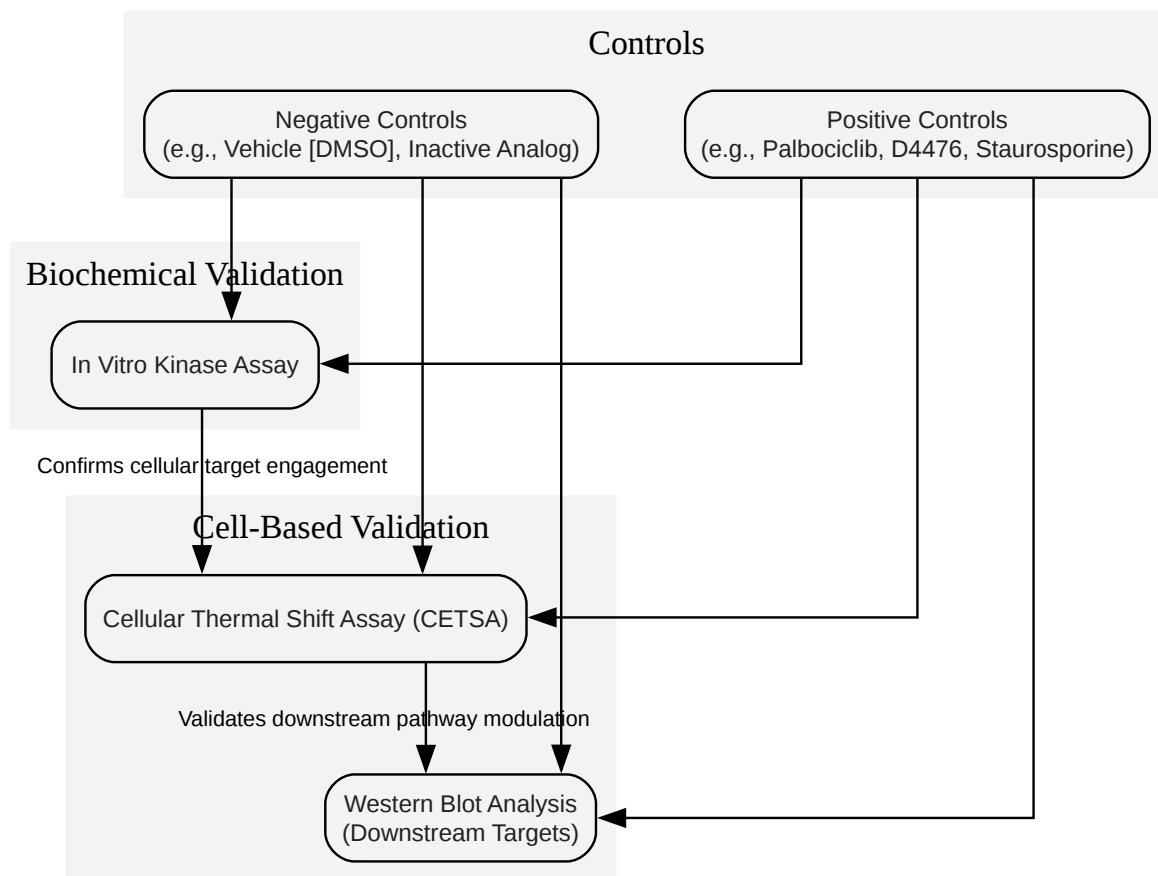 Controls
Negative Controls
(e.g., Vehicle [DMSO], Inactive Analog)
Positive Controls
(e.g., Palbociclib, D4476, Staurosporine)
Biochemical Validation
In Vitro Kinase Assay
Confirms cellular target engagement
Cell-Based Validation
Cellular Thermal Shift Assay (CETSA)
Validates downstream pathway modulation
Western Blot Analysis
(Downstream Targets)